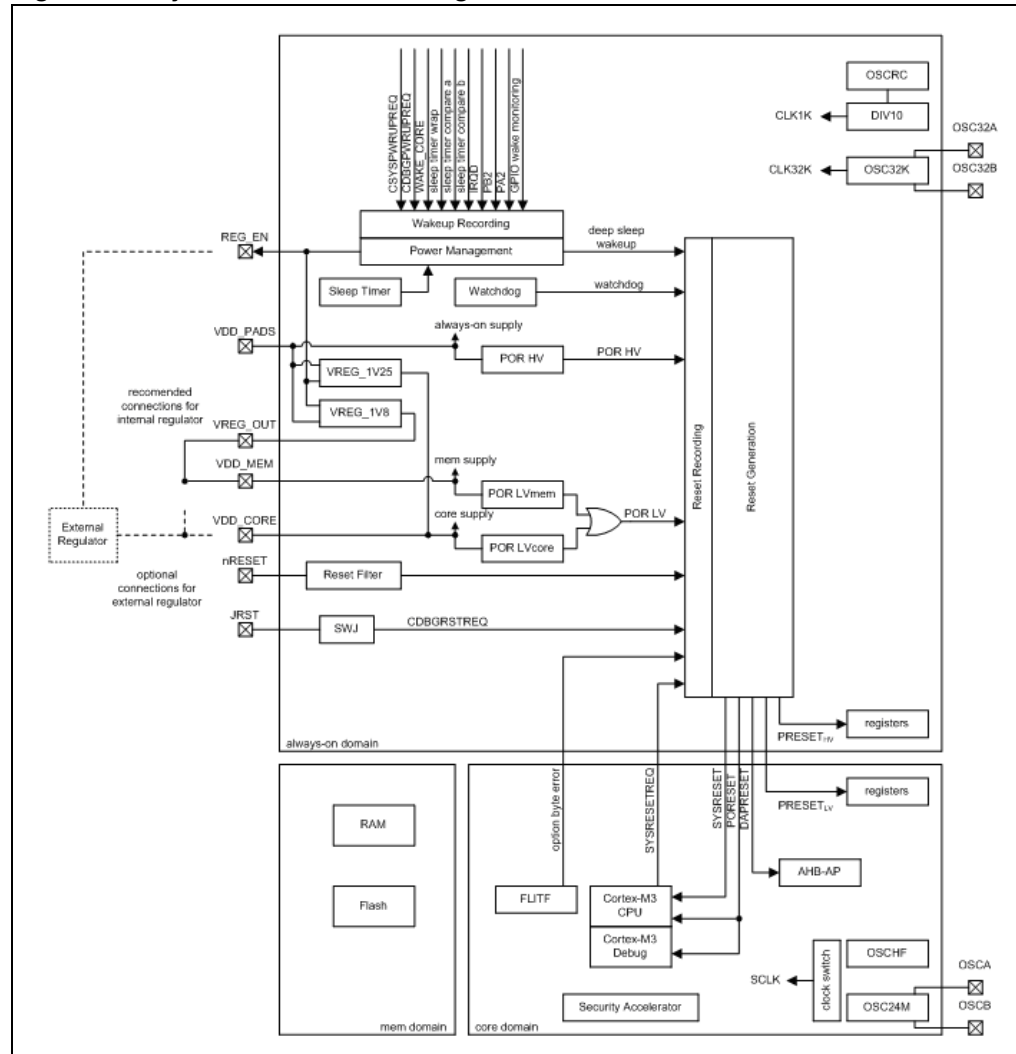 OSCRC
CLK1K
DIV10
OSC32A
CLK32K
OSC32K
OSC32B
CSYSPWRUPREQ
CDBGPWRUPREQ
WAKE_CORE
sleep timer wrap
sleep timer compare a
sleep timer compare b
IRQD
PB2
PA2
GPIO wake monitoring
Wakeup Recording
REG_EN
Power Management
deep sleep
wakeup
Sleep Timer
Watchdog
watchdog
VDD_PADS
always-on supply
POR HV
POR HV
VREG_1V25
recomended
connections for
internal regulator
VREG_1V8
VREG_OUT
VDD_MEM
mem supply
POR LVmem
Reset Recording
Reset Generation
External
Regulator
VDD_CORE
core supply
POR LV
POR LVcore
nRESET
Reset Filter
optional
connections for
external regulator
JRST
SWJ
CDBGRSTREQ
registers
PRESETHV
always-on domain
option byte error
SYSRESETREQ
SYSRESET
PORESET
DAPRESET
registers
PRESETLV
RAM
AHB-AP
Flash
FLITF
Cortex-M3
CPU
Cortex-M3
Debug
SCLK
clock switch
OSCHF
OSCA
OSC24M
OSCB
Security Accelerator
mem domain
core domain